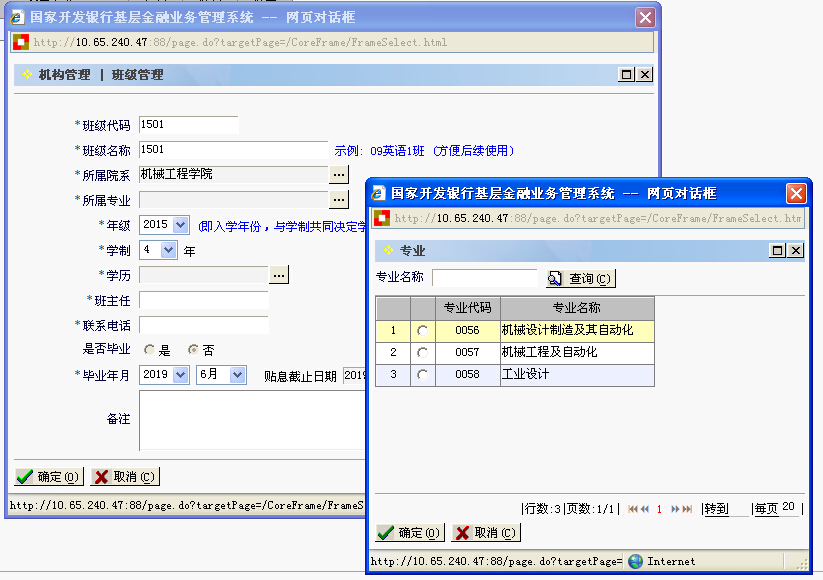 国家开发银行基层金融业务管理系统 -- 网页对话框
http://10.65.240.47:88/page.do?targetPage=/CoreFrame/FrameSelect.html
机构管理 | 班级管理
*班级代码 1501
*班级名称 1501 示例: 09英语1班 (方便后续使用)
*所属院系 机械工程学院 ...
*所属专业 ...
*年级 2015 (即入学年份，与学制共同决定学
*学制 4 年
*学历 ...
*班主任
*联系电话
是否毕业 是 否
*毕业年月 2019 6月 贴息截止日期 2019
备注
确定(O) 取消(C)
http://10.65.240.47:88/page.do?targetPage=/CoreFrame/FrameS
国家开发银行基层金融业务管理系统 -- 网页对话框
http://10.65.240.47:88/page.do?targetPage=/CoreFrame/FrameSelect.htm
专业
专业名称 查询(C)
专业代码 专业名称
1 0056 机械设计制造及其自动化
2 0057 机械工程及自动化
3 0058 工业设计
|行数:3|页数:1/1| 1 |转到 |每页 20 |
确定(O) 取消(C)
http://10.65.240.47:88/page.do?targetPage= Internet